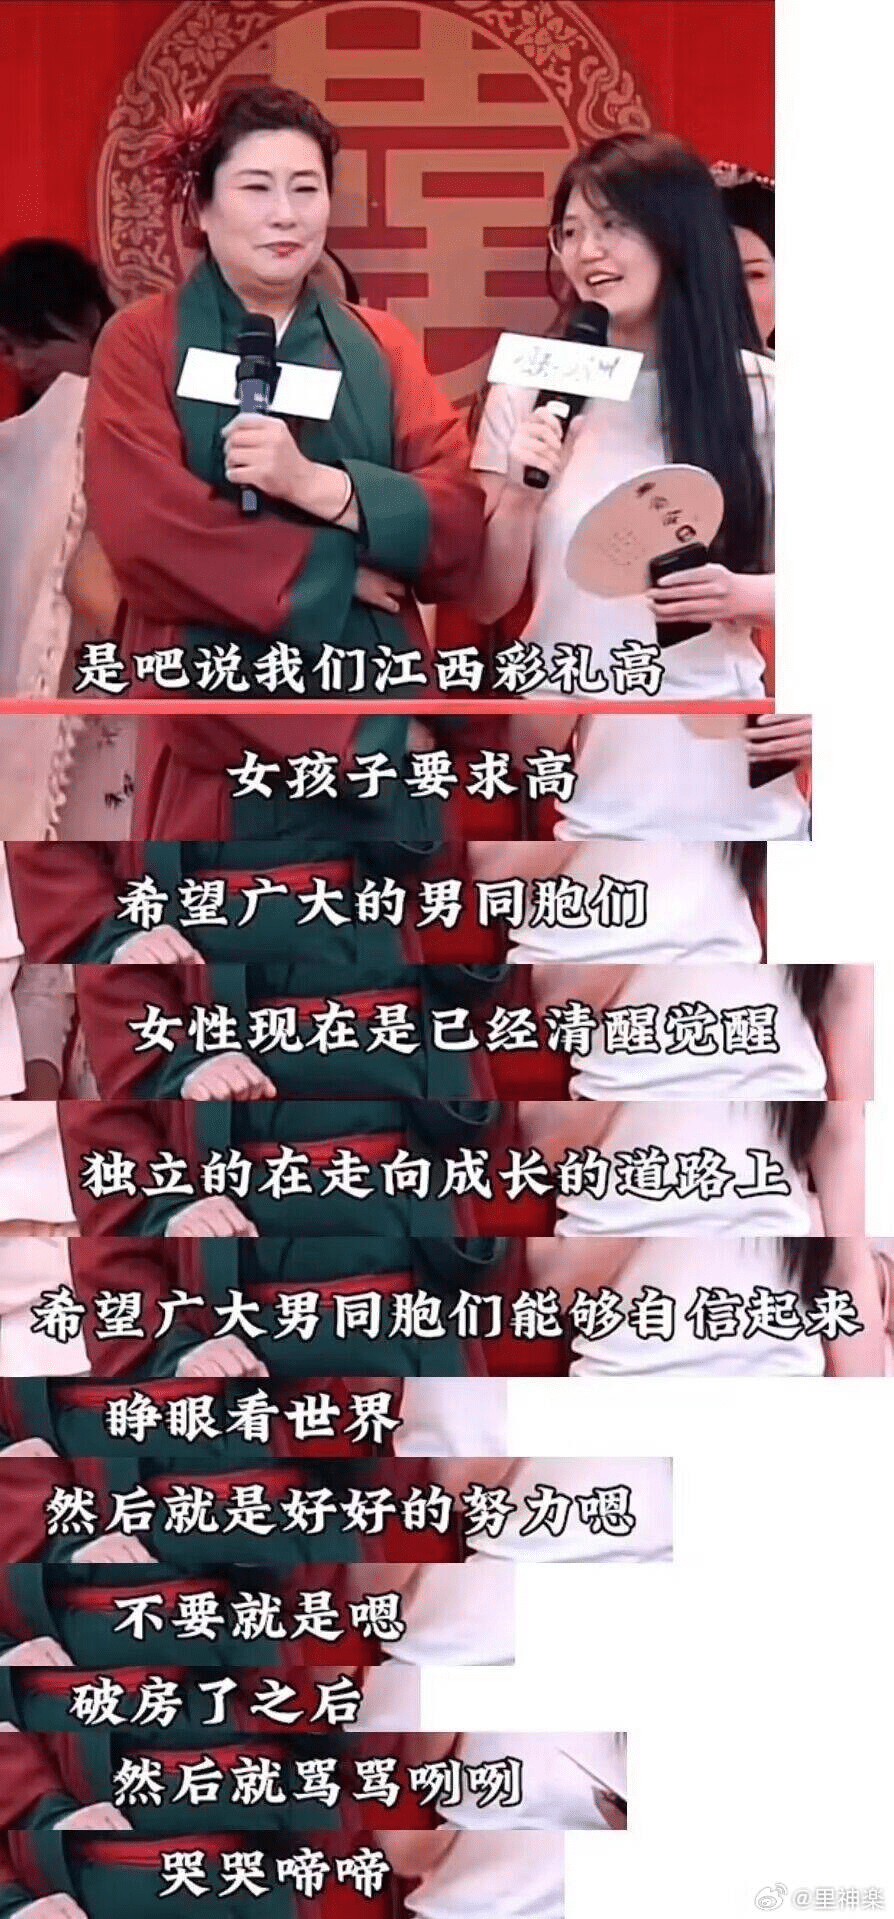 是吧说我们江西彩礼高
女孩子要求高
希望广大的男同胞们
女性现在是已经清醒觉醒
独立的在走向成长的道路上
希望广大男同胞们能够自信起来
睁眼看世界
然后就是好好的努力嗯
不要就是嗯
破房了之后
然后就骂骂咧咧
哭哭啼啼
@里神楽